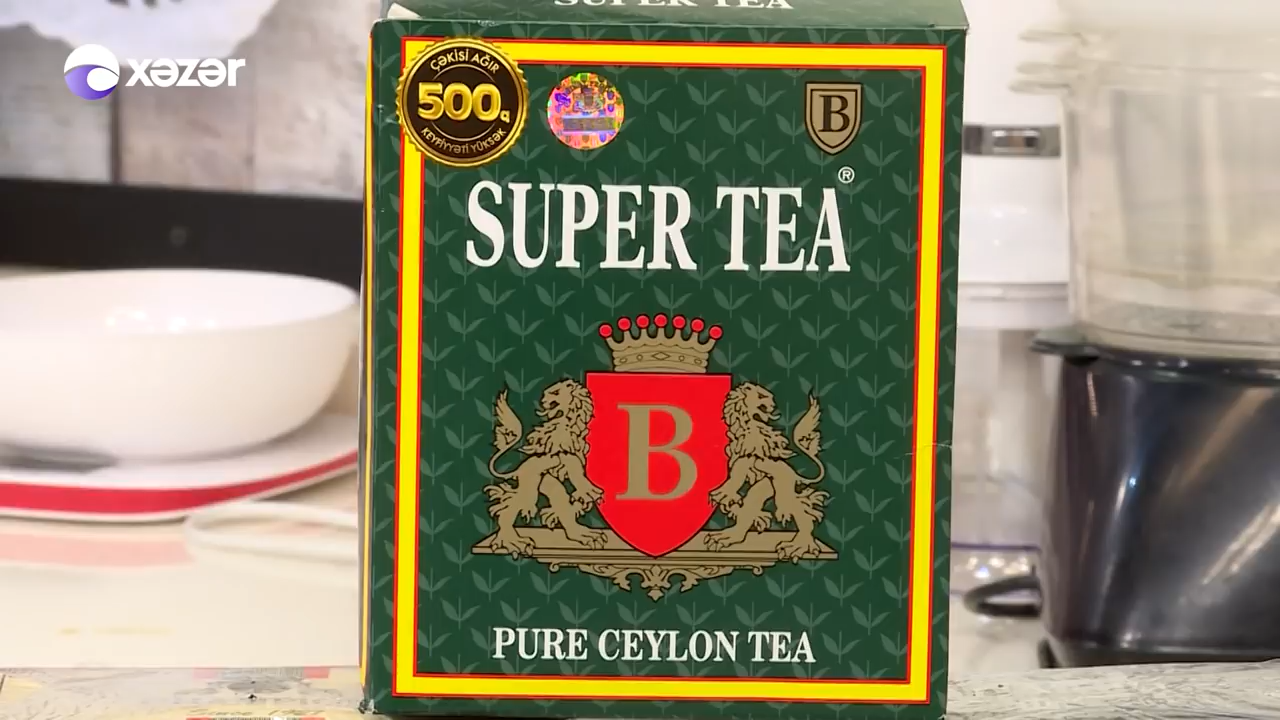 SUPER TEA
xəzər
ÇƏKİSİ AĞIR
500q
KEYFİYYƏTİ YÜKSƏK
B
SUPER TEA®
B
PURE CEYLON TEA